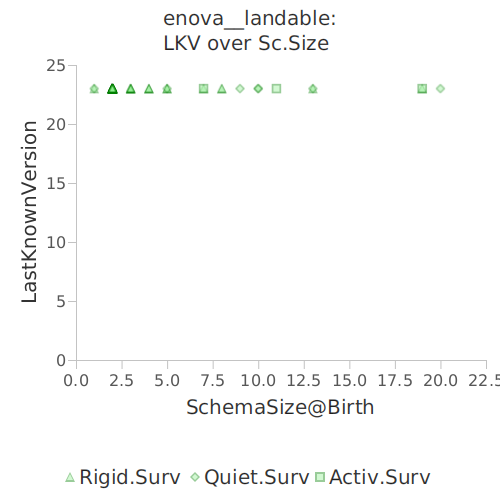 enova__landable:
LKV over Sc.Size
25
20
15
10
5
0
LastKnownVersion
0.0 2.5 5.0 7.5 10.0 12.5 15.0 17.5 20.0 22.5
SchemaSize@Birth
Rigid.Surv Quiet.Surv Activ.Surv